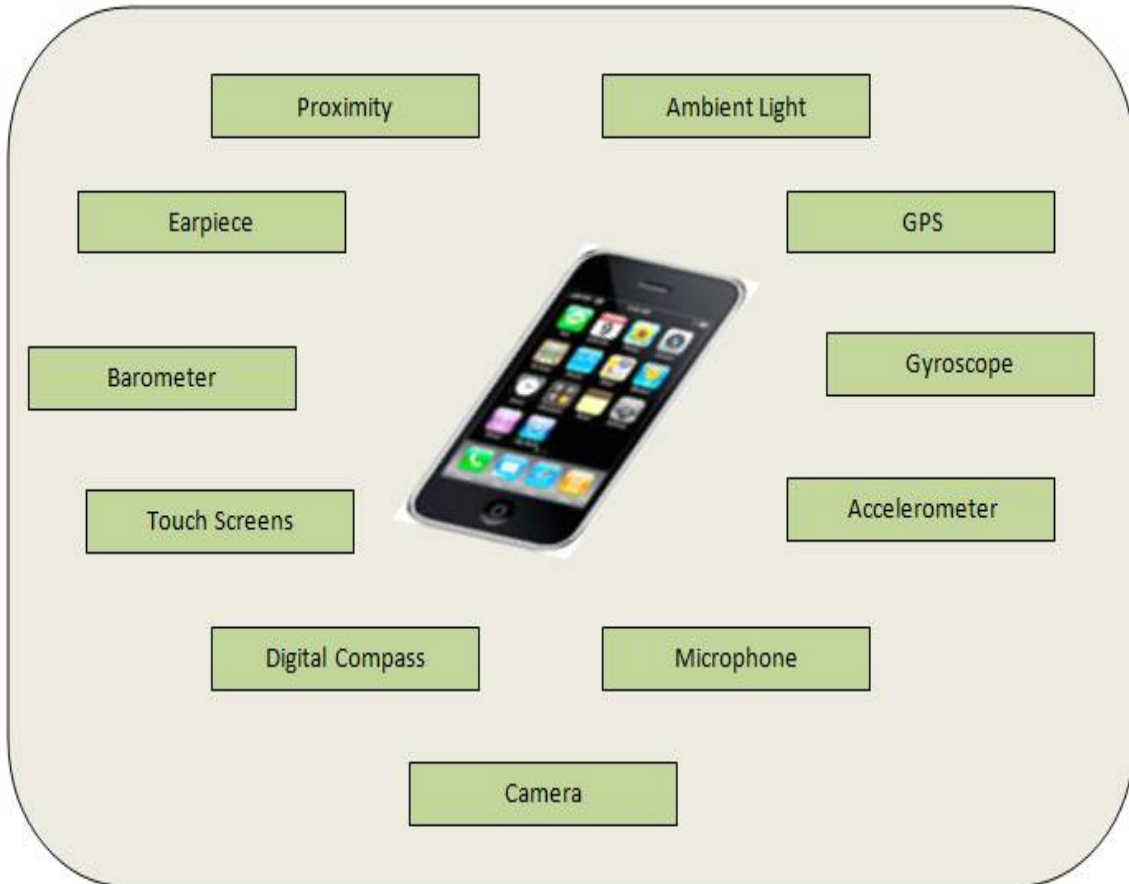 Proximity
Ambient Light
Earpiece
GPS
Barometer
Gyroscope
Touch Screens
Accelerometer
Digital Compass
Microphone
Camera